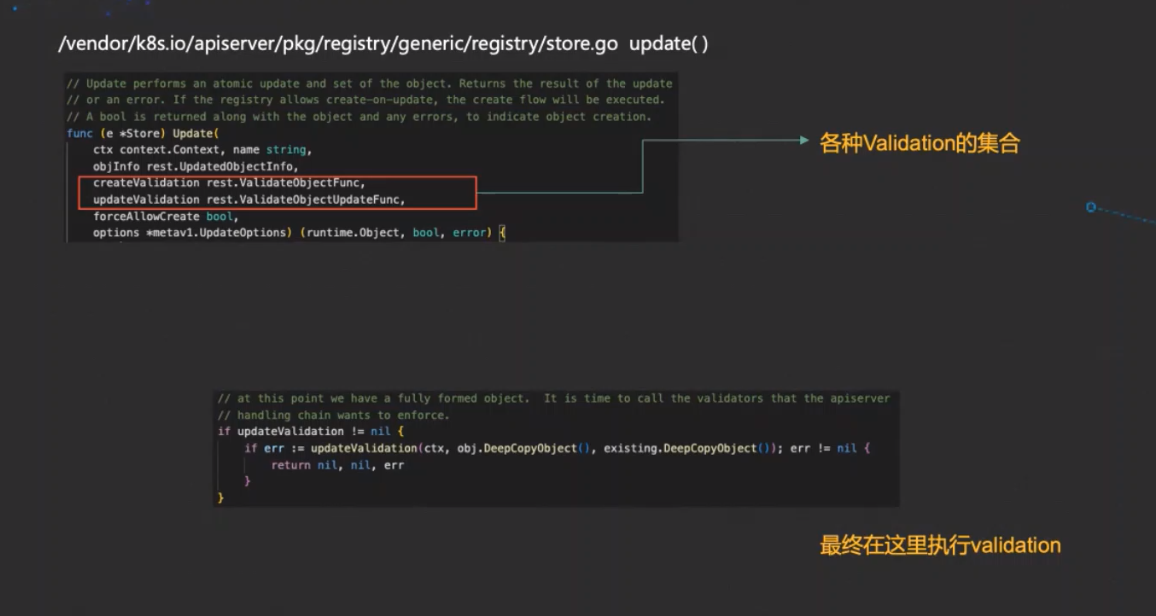 /vendor/k8s.io/apiserver/pkg/registry/generic/registry/store.go update( )
// Update performs an atomic update and set of the object. Returns the result of the update
// or an error. If the registry allows create-on-update, the create flow will be executed.
// A bool is returned along with the object and any errors, to indicate object creation.
func (e *Store) Update(
ctx context.Context, name string,
objInfo rest.UpdatedObjectInfo,
createValidation rest.ValidateObjectFunc,
updateValidation rest.ValidateObjectUpdateFunc,
forceAllowCreate bool,
options *metav1.UpdateOptions) (runtime.Object, bool, error) {
各种Validation的集合
// at this point we have a fully formed object.  It is time to call the validators that the apiserver
// handling chain wants to enforce.
if updateValidation != nil {
if err := updateValidation(ctx, obj.DeepCopyObject(), existing.DeepCopyObject()); err != nil {
return nil, nil, err
}
}
最终在这里执行validation